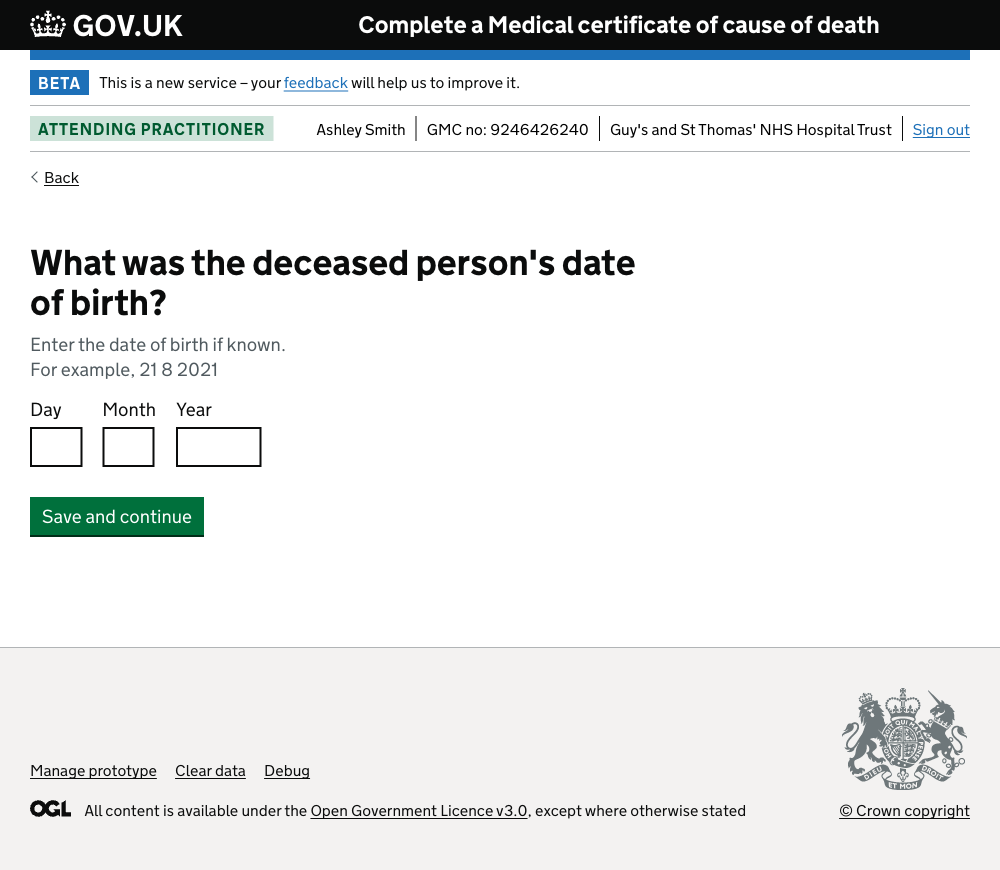 GOV.UK
Complete a Medical certificate of cause of death
BETA This is a new service – your feedback will help us to improve it.
ATTENDING PRACTITIONER
Ashley Smith
GMC no: 9246426240
Guy's and St Thomas' NHS Hospital Trust
Sign out
Back
What was the deceased person's date
of birth?
Enter the date of birth if known.
For example, 21 8 2021
Day Month Year
Save and continue
Manage prototype Clear data Debug
DIEU ET MON DROIT
OGL All content is available under the Open Government Licence v3.0, except where otherwise stated
© Crown copyright